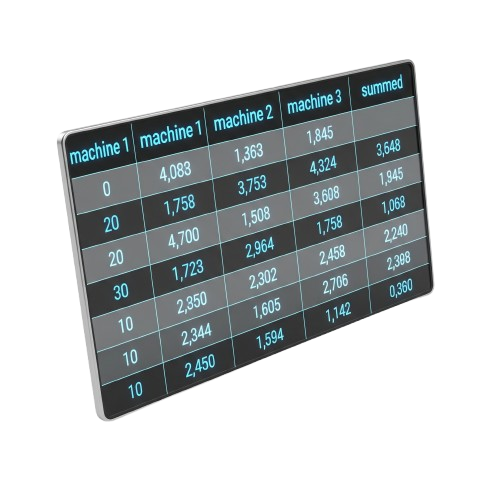 machine 1 machine 1 machine 2 machine 3 summed
0 4,083 1,363 1,845
20 1,758 3,753 4,324 3,648
20 4,700 1,508 3,608 1,945
30 1,723 2,964 1,758 1,068
10 2,350 2,302 2,458 2,240
10 2,344 1,605 2,706 2,398
10 2,450 1,594 1,142 0,360